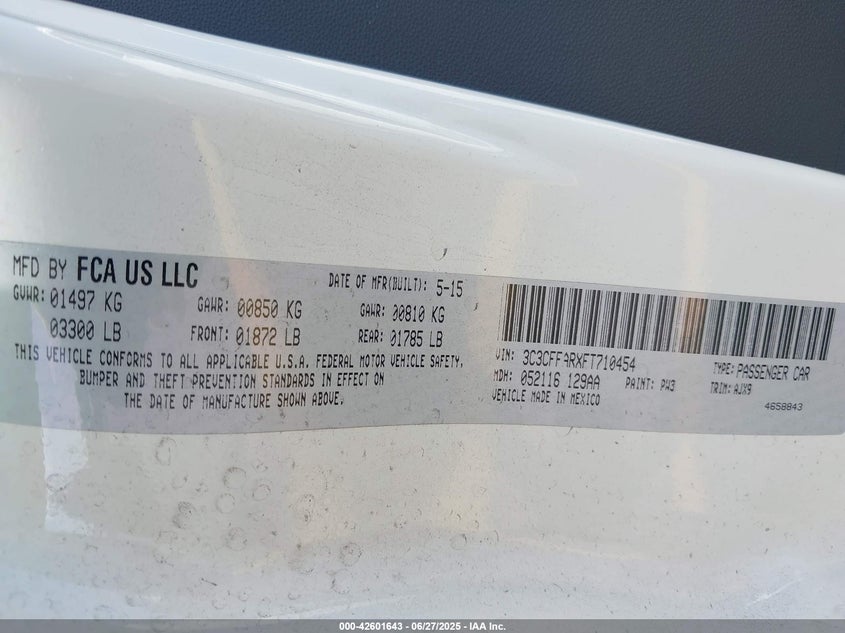 MFD BY FCA US LLC
DATE OF MFR(BUILT): 5-15
GVWR: 01497 KG
GAWR: 00850 KG
GAWR: 00810 KG
03300 LB
FRONT: 01872 LB
REAR: 01785 LB
THIS VEHICLE CONFORMS TO ALL APPLICABLE U.S.A. FEDERAL MOTOR VEHICLE SAFETY,
BUMPER AND THEFT PREVENTION STANDARDS IN EFFECT ON
THE DATE OF MANUFACTURE SHOWN ABOVE.
VIN: 3C3CFFARXFT710454
TYPE: PASSENGER CAR
MDH: 052116 129AA
PAINT: PW3
TRIM: AJX9
VEHICLE MADE IN MEXICO
4658843
000-42601643 - 06/27/2025 - IAA Inc.